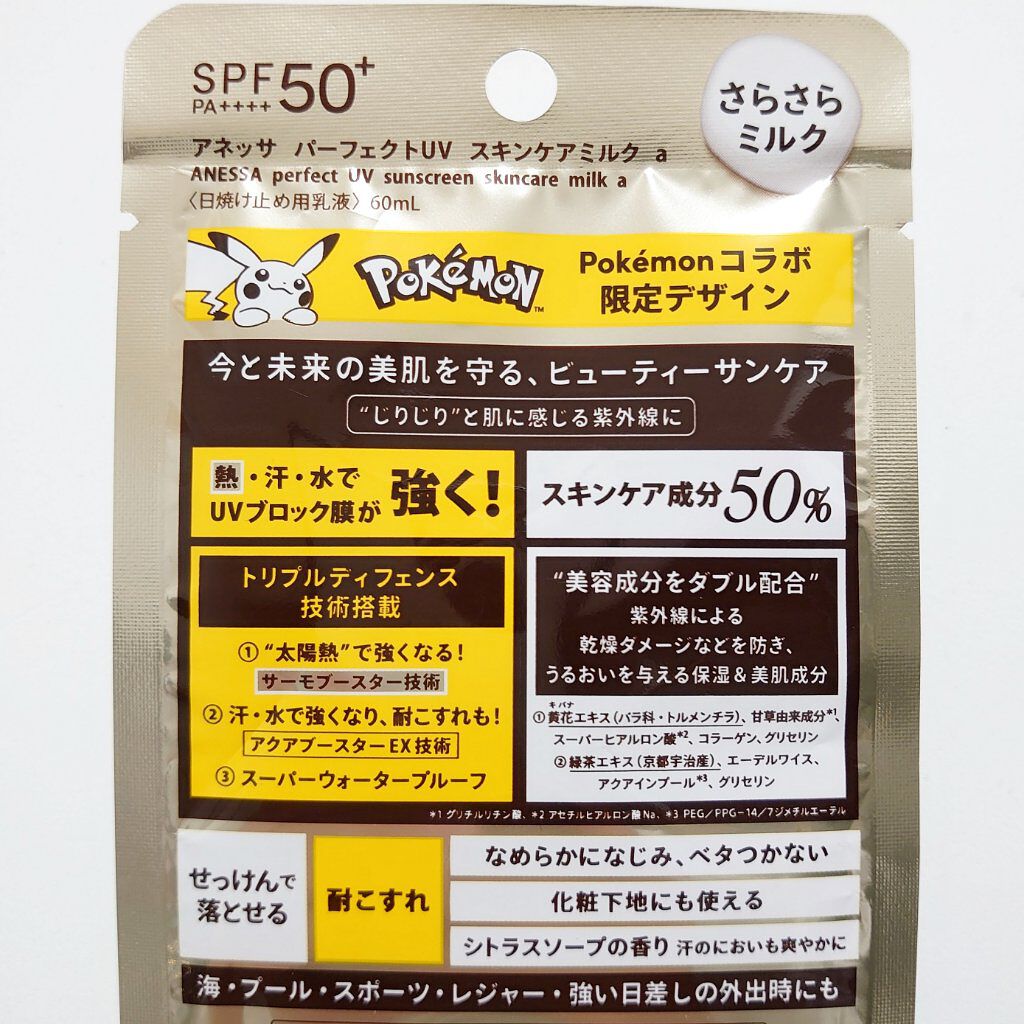 SPF50+
PA++++
さらさら
ミルク
アネッサ パーフェクトUV スキンケアミルク a
ANESSA perfect UV sunscreen skincare milk a
〈日焼け止め用乳液〉60mL
POKéMON™
Pokémonコラボ
限定デザイン
今と未来の美肌を守る、ビューティーサンケア
“じりじり”と肌に感じる紫外線に
熱・汗・水で
UVブロック膜が 強く!
スキンケア成分50%
トリプルディフェンス
技術搭載
①“太陽熱”で強くなる!
サーモブースター技術
②汗・水で強くなり、耐こすれも!
アクアブースターEX技術
③スーパーウォータープルーフ
“美容成分をダブル配合”
紫外線による
乾燥ダメージなどを防ぎ、
うるおいを与える保湿&美肌成分
キバナ
①黄花エキス(バラ科・トルメンチラ)、甘草由来成分*1、
スーパーヒアルロン酸*2、コラーゲン、グリセリン
②緑茶エキス(京都宇治産)、エーデルワイス、
アクアインプール*3、グリセリン
*1 グリチルリチン酸、*2 アセチルヒアルロン酸Na、*3 PEG/PPG-14/7ジメチルエーテル
せっけんで
落とせる
耐こすれ
なめらかになじみ、ベタつかない
化粧下地にも使える
シトラスソープの香り 汗のにおいも爽やかに
海・プール・スポーツ・レジャー・強い日差しの外出時にも